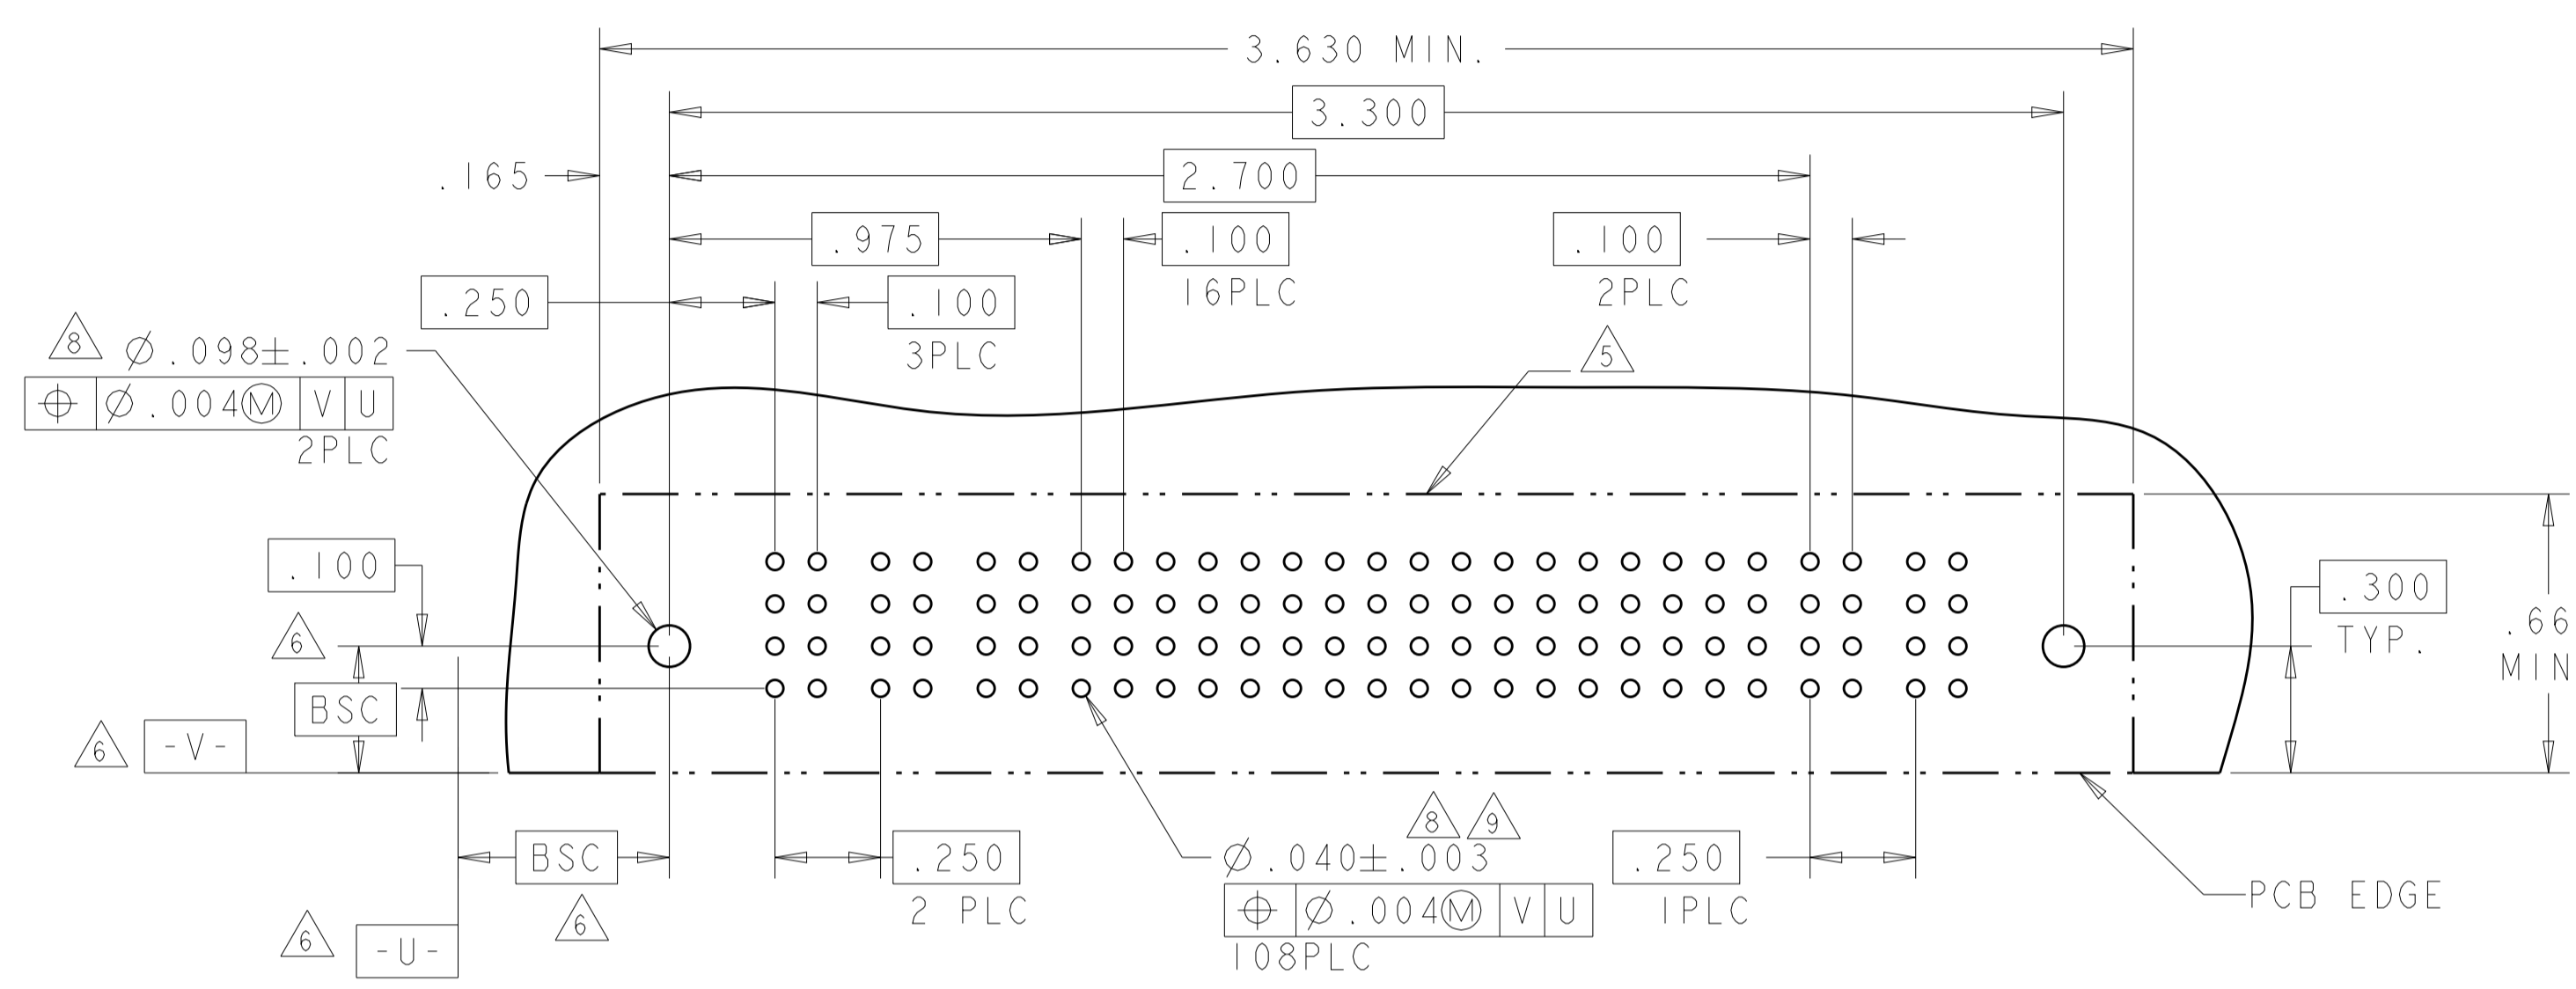 3.630 MIN.
3.300
.165
2.700
.975
.100
16PLC
.100
2PLC
.250
.100
3PLC
8
⌀.098±.002
⌖ ⌀.004Ⓜ V U
2PLC
5
.100
6
BSC
6
-V-
.300
TYP.
.66
MIN
BSC
6
6
-U-
.250
2 PLC
8 9
⌀.040±.003
⌖ ⌀.004Ⓜ V U
108PLC
.250
1PLC
PCB EDGE